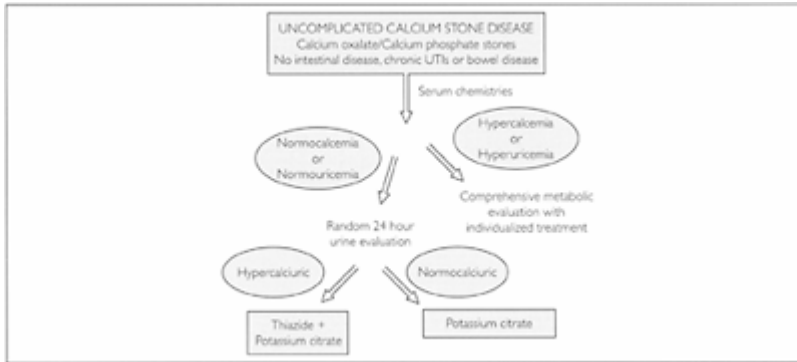 UNCOMPLICATED CALCIUM STONE DISEASE
Calcium oxalate/Calcium phosphate stones
No intestinal disease, chronic UTIs or bowel disease
Serum chemistries
Normocalcemia
or
Normouricemia
Hypercalcemia
or
Hyperuricemia
Comprehensive metabolic
evaluation with
individualized treatment
Random 24 hour
urine evaluation
Hypercalciuric
Normocalciuric
Thiazide +
Potassium citrate
Potassium citrate